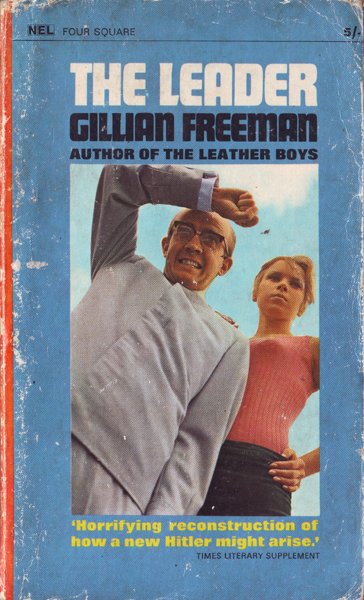 NEL FOUR SQUARE 5/-
THE LEADER
GILLIAN FREEMAN
AUTHOR OF THE LEATHER BOYS
'Horrifying reconstruction of
how a new Hitler might arise.'
TIMES LITERARY SUPPLEMENT